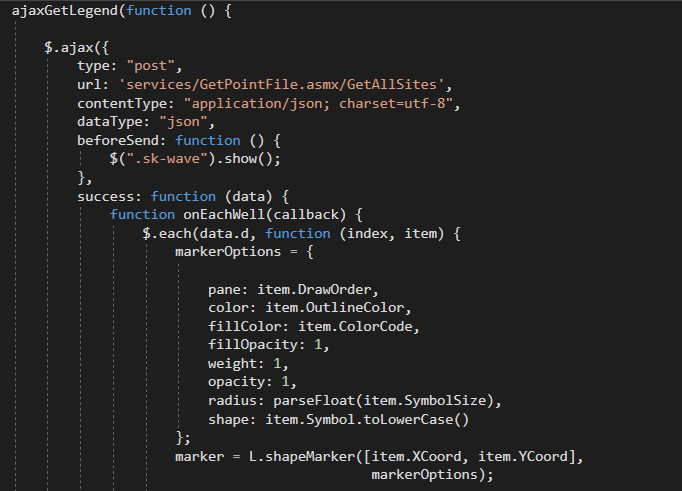 ajaxGetLegend(function () {
$.ajax({
type: "post",
url: 'services/GetPointFile.asmx/GetAllSites',
contentType: "application/json; charset=utf-8",
dataType: "json",
beforeSend: function () {
$(".sk-wave").show();
},
success: function (data) {
function onEachWell(callback) {
$.each(data.d, function (index, item) {
markerOptions = {
pane: item.DrawOrder,
color: item.OutlineColor,
fillColor: item.ColorCode,
fillOpacity: 1,
weight: 1,
opacity: 1,
radius: parseFloat(item.SymbolSize),
shape: item.Symbol.toLowerCase()
};
marker = L.shapeMarker([item.XCoord, item.YCoord],
markerOptions);